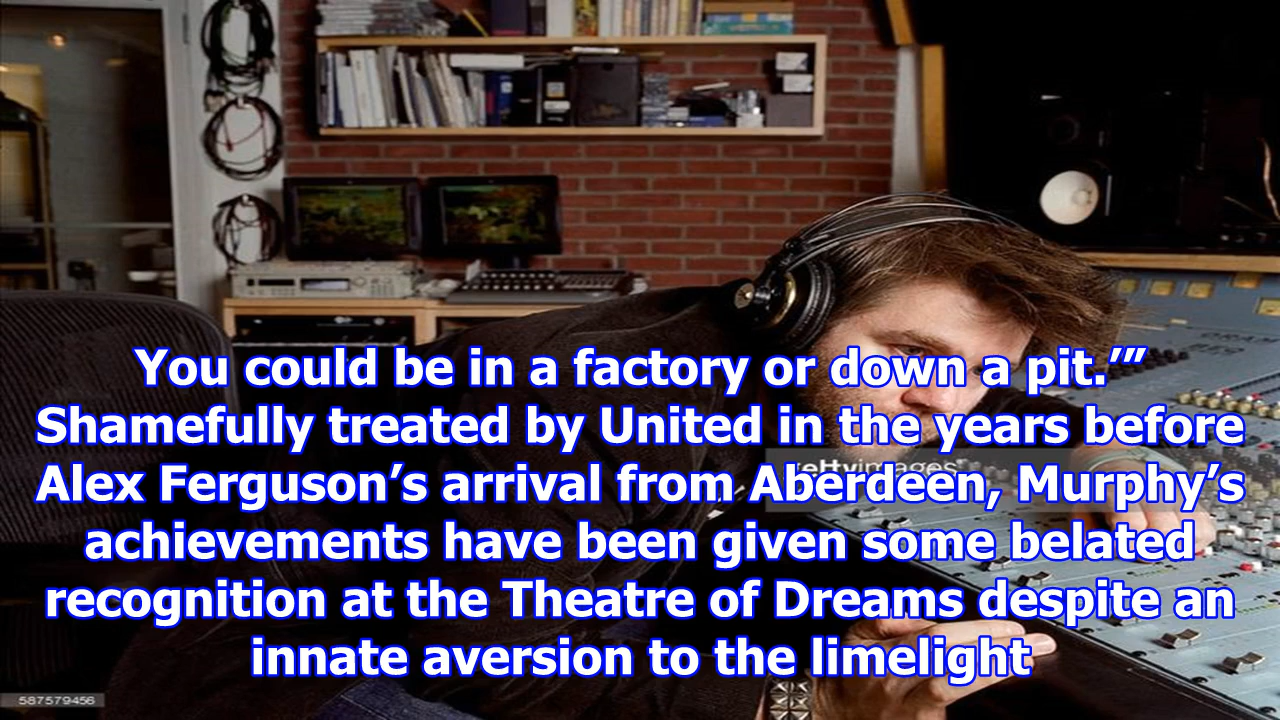 You could be in a factory or down a pit.’”
Shamefully treated by United in the years before
Alex Ferguson’s arrival from Aberdeen, Murphy’s
achievements have been given some belated
recognition at the Theatre of Dreams despite an
innate aversion to the limelight
gettyimages
587579456